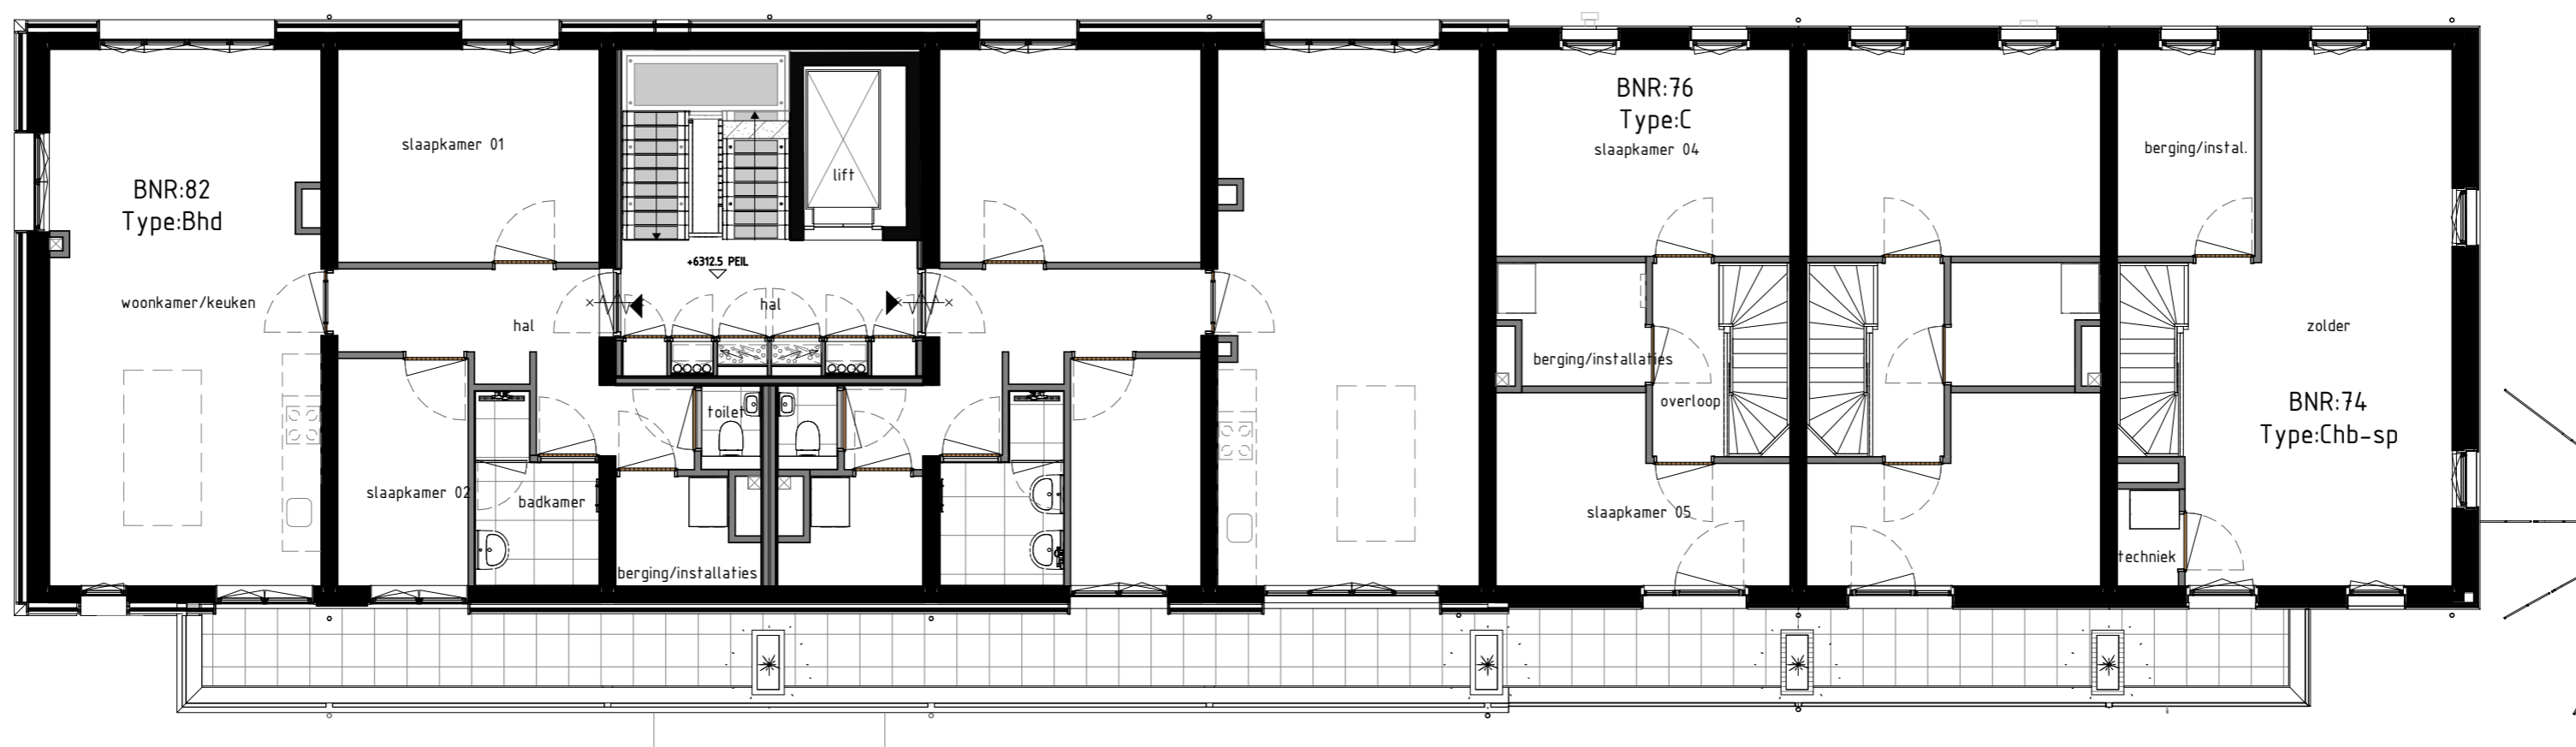 BNR:82
Type:Bhd
woonkamer/keuken
slaapkamer 01
hal
slaapkamer 02
badkamer
toilet
berging/installaties
lift
+6312.5 PEIL
hal
BNR:76
Type:C
slaapkamer 04
berging/installaties
overloop
slaapkamer 05
berging/instal.
zolder
BNR:74
Type:Chb-sp
techniek